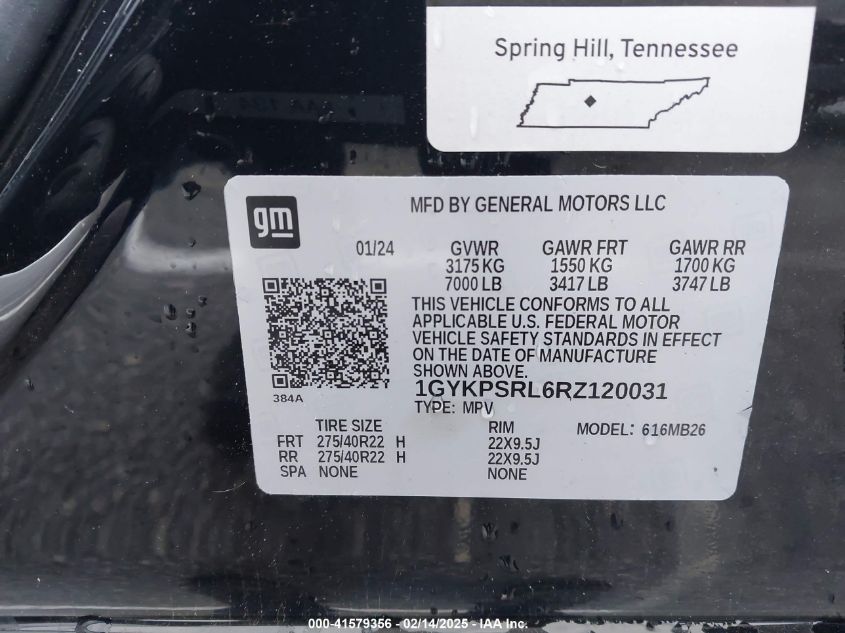 Spring Hill, Tennessee
gm
MFD BY GENERAL MOTORS LLC
01/24 GVWR GAWR FRT GAWR RR
3175 KG 1550 KG 1700 KG
7000 LB 3417 LB 3747 LB
THIS VEHICLE CONFORMS TO ALL
APPLICABLE U.S. FEDERAL MOTOR
VEHICLE SAFETY STANDARDS IN EFFECT
ON THE DATE OF MANUFACTURE
SHOWN ABOVE.
384A
1GYKPSRL6RZ120031
TYPE: MPV
TIRE SIZE RIM MODEL: 616MB26
FRT 275/40R22 H 22X9.5J
RR 275/40R22 H 22X9.5J
SPA NONE NONE
000-41579356 - 02/14/2025 - IAA Inc.